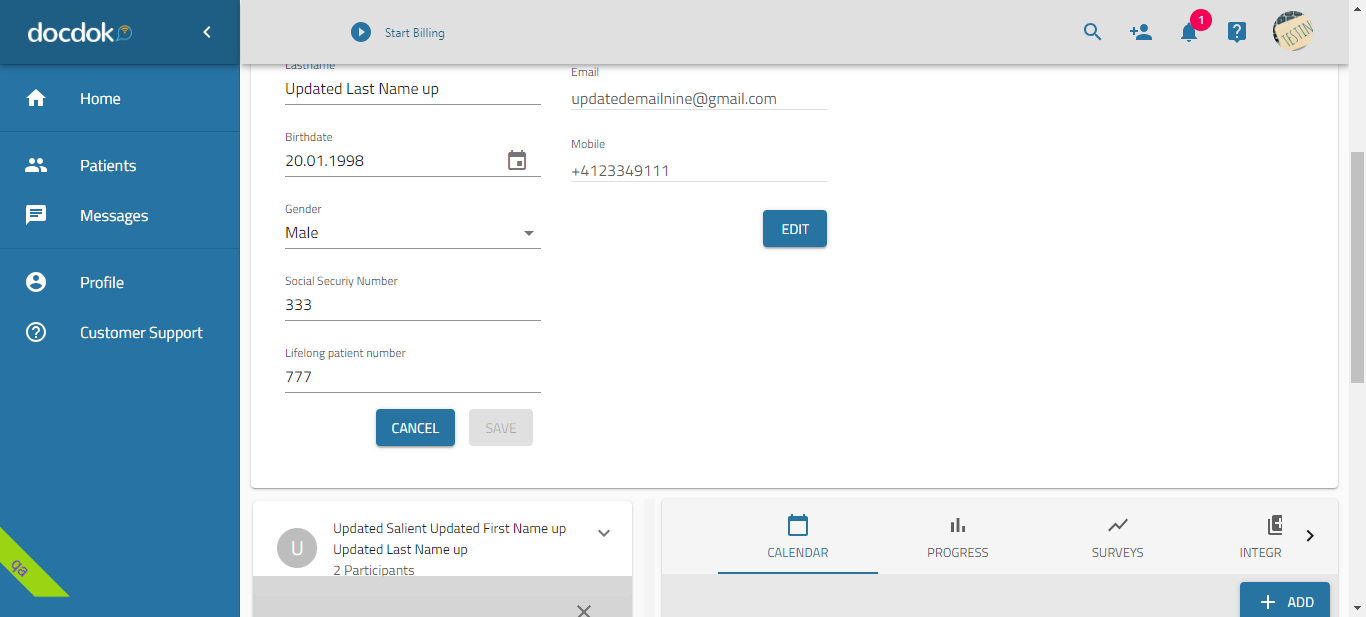 docdok
Start Billing
1
TESTIN
Home
Patients
Messages
Profile
Customer Support
qa
Lastname
Updated Last Name up
Birthdate
20.01.1998
Gender
Male
Social Securiy Number
333
Lifelong patient number
777
CANCEL
SAVE
Email
updatedemailnine@gmail.com
Mobile
+4123349111
EDIT
U
Updated Salient Updated First Name up
Updated Last Name up
2 Participants
CALENDAR
PROGRESS
SURVEYS
INTEGR
ADD